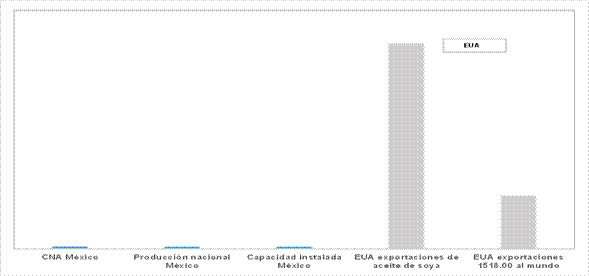 EUA
CNA México
Producción nacional
México
Capacidad instalada
México
EUA exportaciones de
aceite de soya
EUA exportaciones
1518.00 al mundo